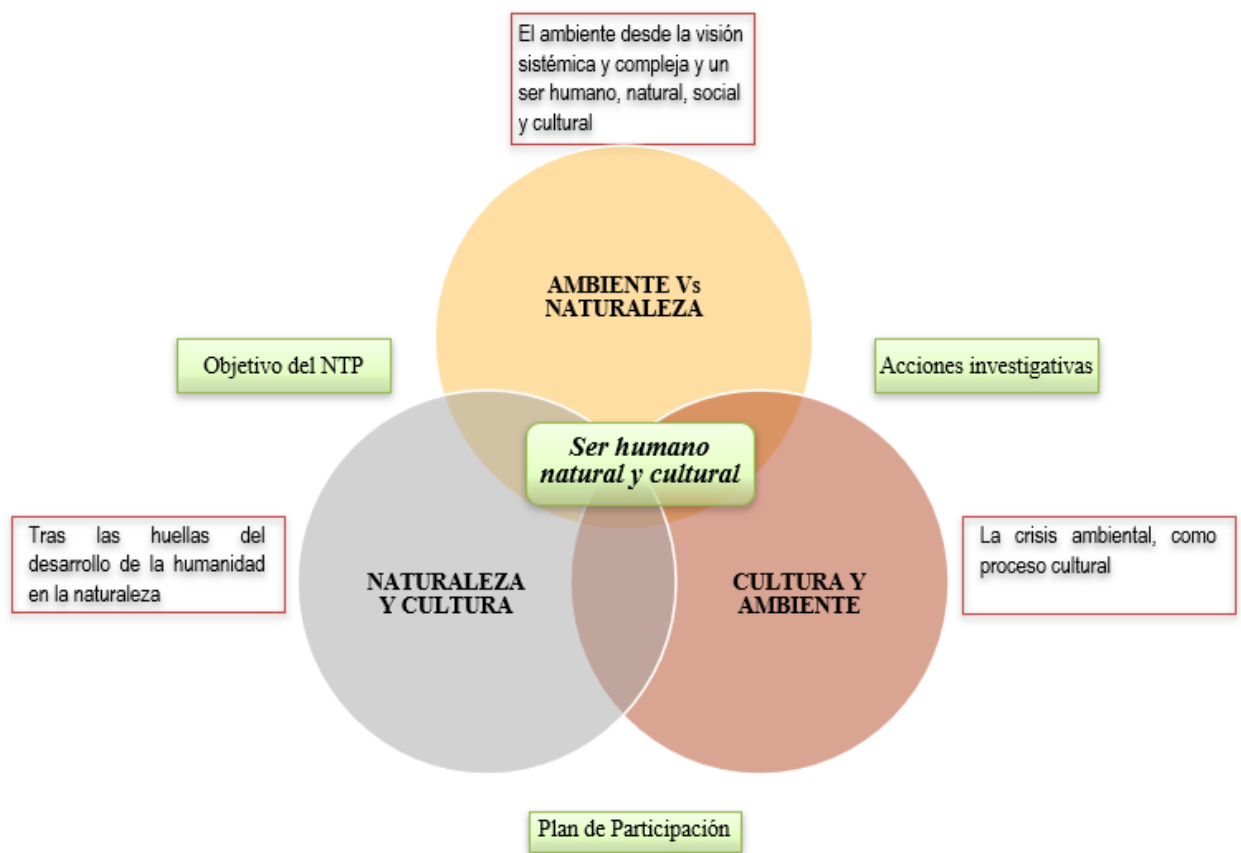 El ambiente desde la visión
sistémica y compleja y un
ser humano, natural, social
y cultural
AMBIENTE Vs
NATURALEZA
Objetivo del NTP
Acciones investigativas
Ser humano
natural y cultural
Tras las huellas del
desarrollo de la humanidad
en la naturaleza
NATURALEZA
Y CULTURA
CULTURA Y
AMBIENTE
La crisis ambiental, como
proceso cultural
Plan de Participación